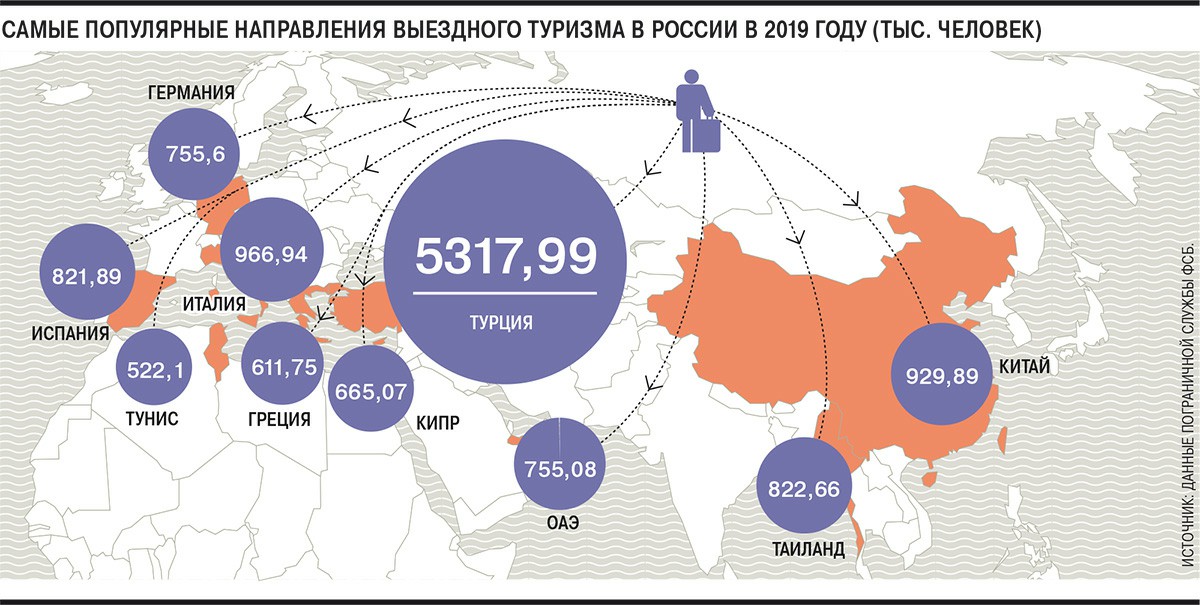 САМЫЕ ПОПУЛЯРНЫЕ НАПРАВЛЕНИЯ ВЫЕЗДНОГО ТУРИЗМА В РОССИИ В 2019 ГОДУ (ТЫС. ЧЕЛОВЕК)
ГЕРМАНИЯ
755,6
821,89
ИСПАНИЯ
966,94
ИТАЛИЯ
522,1
ТУНИС
611,75
ГРЕЦИЯ
665,07
КИПР
5317,99
ТУРЦИЯ
755,08
ОАЭ
822,66
ТАИЛАНД
929,89
КИТАЙ
ИСТОЧНИК: ДАННЫЕ ПОГРАНИЧНОЙ СЛУЖБЫ ФСБ.